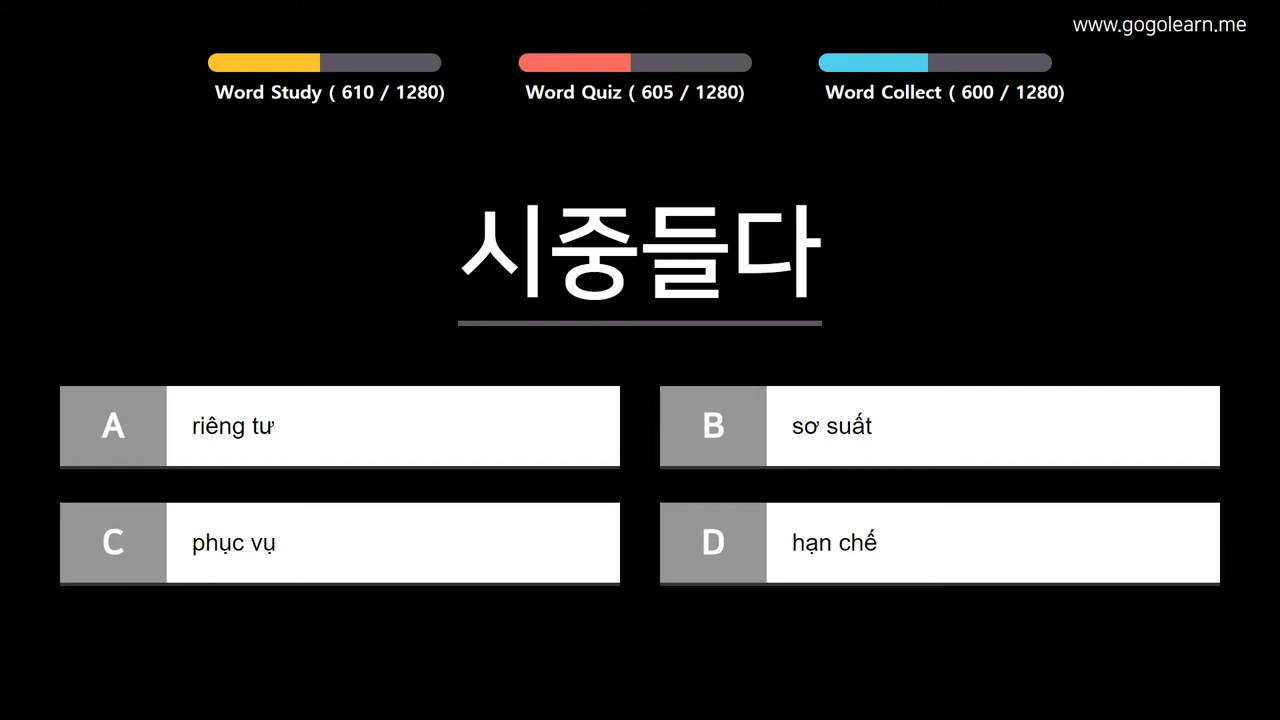 www.gogolearn.me
Word Study ( 610 / 1280)
Word Quiz ( 605 / 1280)
Word Collect ( 600 / 1280)
시중들다
A riêng tư
B sơ suất
C phục vụ
D hạn chế